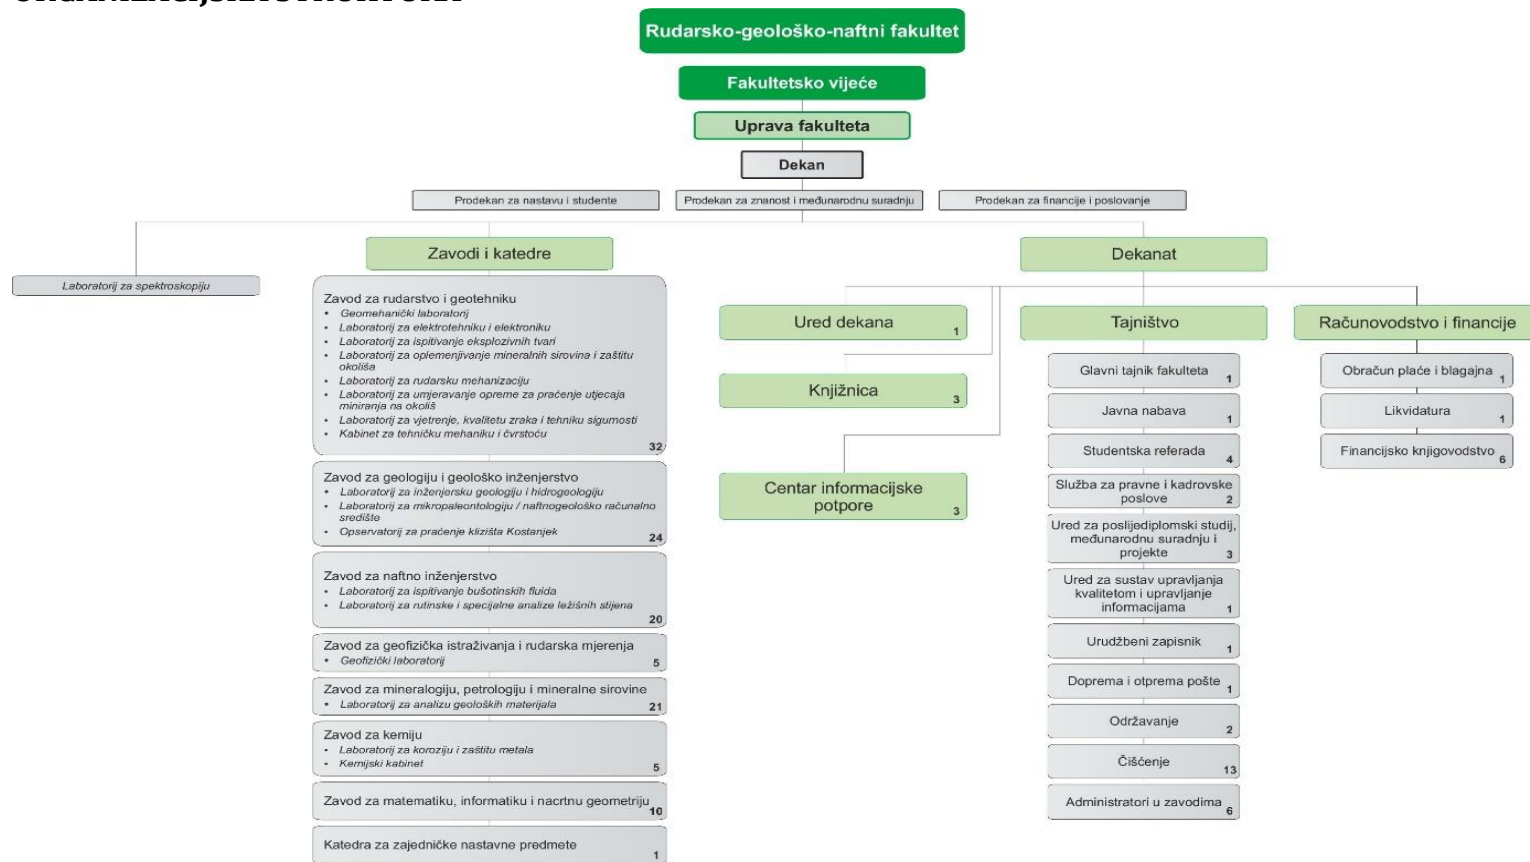 Rudarsko-geološko-naftni fakultet
Fakultetsko vijeće
Uprava fakulteta
Dekan
Prodekan za nastavu i studente
Prodekan za znanost i međunarodnu suradnju
Prodekan za financije i poslovanje
Laboratorij za spektroskopiju
Zavodi i katedre
Zavod za rudarstvo i geotehniku
• Geomehanički laboratorij
• Laboratorij za elektrotehniku i elektroniku
• Laboratorij za ispitivanje eksplozivnih tvari
• Laboratorij za oplemenjivanje mineralnih sirovina i zaštitu
okoliša
• Laboratorij za rudarsku mehanizaciju
• Laboratorij za umjeravanje opreme za praćenje utjecaja
miniranja na okoliš
• Laboratorij za vjetrenje, kvalitetu zraka i tehniku sigurnosti
• Kabinet za tehničku mehaniku i čvrstoću
32
Zavod za geologiju i geološko inženjerstvo
• Laboratorij za inženjersku geologiju i hidrogeologiju
• Laboratorij za mikropaleontologiju / naftnogeološko računalno
središte
• Opservatorij za praćenje klizišta Kostanjek
24
Zavod za naftno inženjerstvo
• Laboratorij za ispitivanje bušotinskih fluida
• Laboratorij za rutinske i specijalne analize ležišnih stijena
20
Zavod za geofizička istraživanja i rudarska mjerenja
• Geofizički laboratorij
5
Zavod za mineralogiju, petrologiju i mineralne sirovine
• Laboratorij za analizu geoloških materijala
21
Zavod za kemiju
• Laboratorij za koroziju i zaštitu metala
• Kemijski kabinet
5
Zavod za matematiku, informatiku i nacrtnu geometriju
10
Katedra za zajedničke nastavne predmete
1
Dekanat
Ured dekana
1
Knjižnica
3
Centar informacijske
potpore
3
Tajništvo
Glavni tajnik fakulteta
1
Javna nabava
1
Studentska referada
4
Služba za pravne i kadrovske
poslove
2
Ured za poslijediplomski studij,
međunarodnu suradnju i
projekte
3
Ured za sustav upravljanja
kvalitetom i upravljanje
informacijama
1
Urudžbeni zapisnik
1
Doprema i otprema pošte
1
Održavanje
2
Čišćenje
13
Administratori u zavodima
6
Računovodstvo i financije
Obračun plaće i blagajna
1
Likvidatura
1
Financijsko knjigovodstvo
6